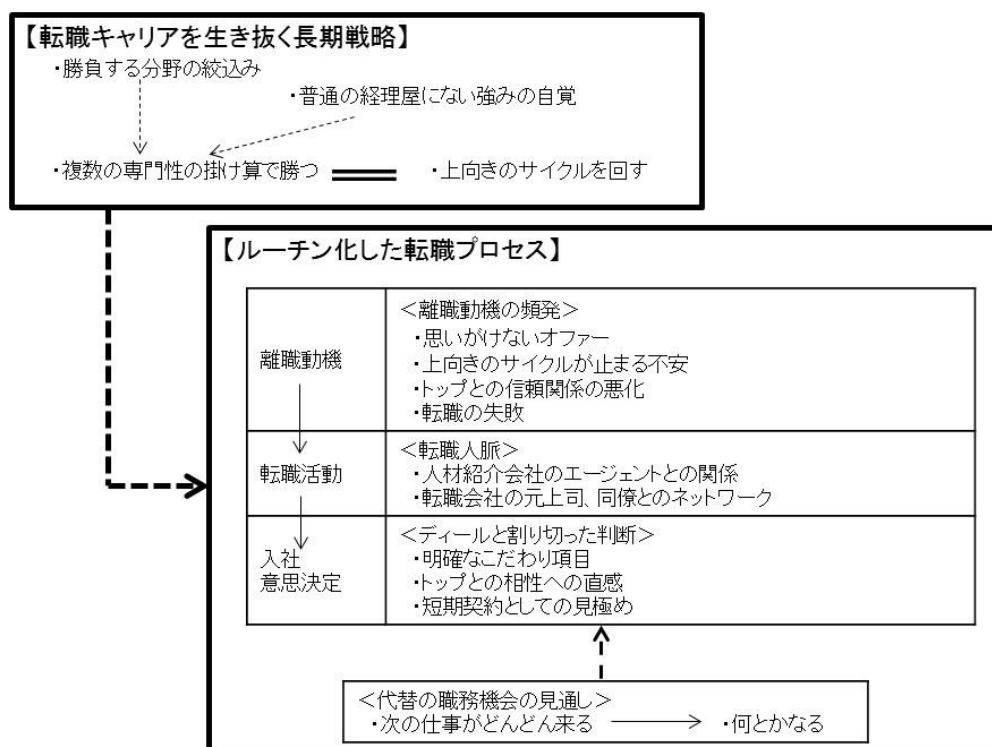 【転職キャリアを生き抜く長期戦略】
・勝負する分野の絞込み
・普通の経理屋にない強みの自覚
・複数の専門性の掛け算で勝つ
・上向きのサイクルを回す
【ルーチン化した転職プロセス】
離職動機
＜離職動機の頻発＞
・思いがけないオファー
・上向きのサイクルが止まる不安
・トップとの信頼関係の悪化
・転職の失敗
転職活動
＜転職人脈＞
・人材紹介会社のエージェントとの関係
・転職会社の元上司、同僚とのネットワーク
入社
意思決定
＜ディールと割り切った判断＞
・明確なこだわり項目
・トップとの相性への直感
・短期契約としての見極め
＜代替の職務機会の見通し＞
・次の仕事がどんどん来る
・何とかなる